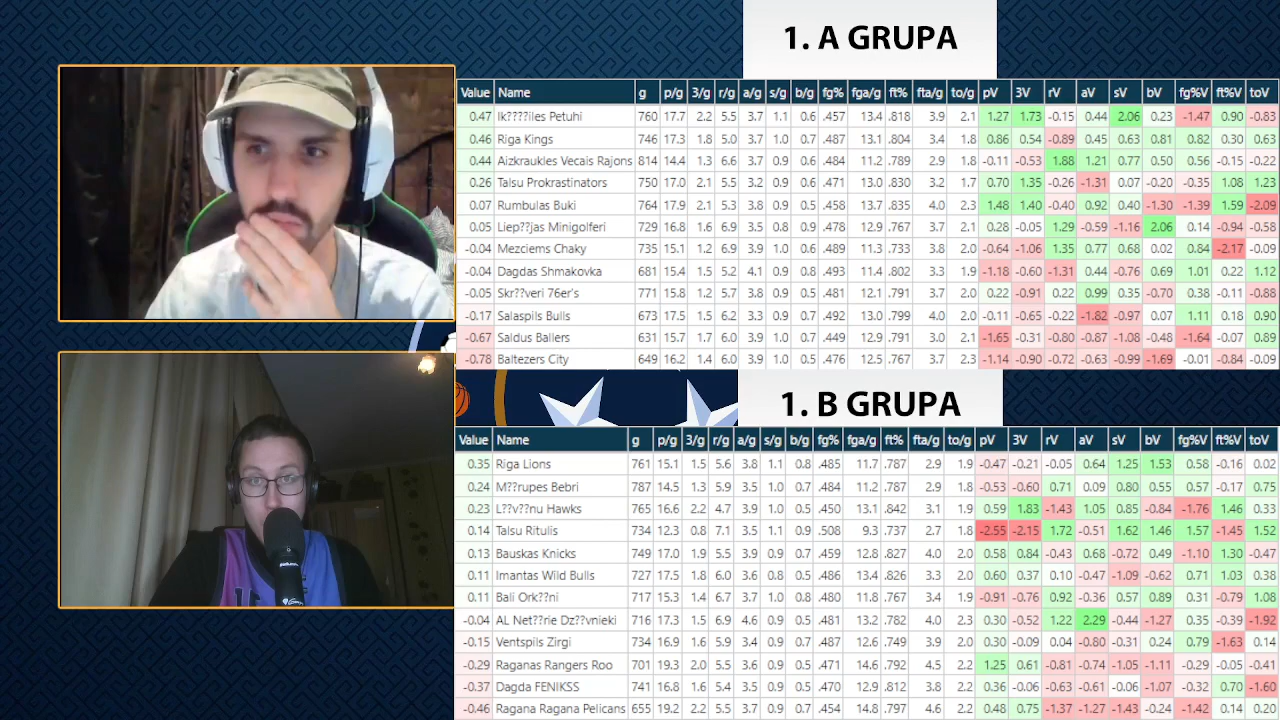 1. A GRUPA
Value Name g p/g 3/g r/g a/g s/g b/g fg% fga/g ft% fta/g to/g pV 3V rV aV sV bV fg%V ft%V toV
0.47 Ik????iles Petuhi 760 17.7 2.2 5.5 3.7 1.1 0.6 .457 13.4 .818 3.9 2.1 1.27 1.73 -0.15 0.44 2.06 0.23 -1.47 0.90 -0.83
0.46 Riga Kings 746 17.3 1.8 5.0 3.7 1.0 0.7 .487 13.1 .804 3.4 1.8 0.86 0.54 -0.89 0.45 0.63 0.81 0.82 0.30 0.63
0.44 Aizkraukles Vecais Rajons 814 14.4 1.3 6.6 3.7 0.9 0.6 .484 11.2 .789 2.9 1.8 -0.11 -0.53 1.88 1.21 0.77 0.50 0.56 -0.15 -0.22
0.26 Talsu Prokrastinators 750 17.0 2.1 5.5 3.2 0.9 0.6 .471 13.0 .830 3.2 1.7 0.70 1.35 -0.26 -1.31 0.07 -0.20 -0.35 1.08 1.23
0.07 Rumbulas Buki 764 17.9 2.1 5.3 3.8 0.9 0.5 .458 13.7 .835 4.0 2.3 1.48 1.40 -0.40 0.92 0.40 -1.30 -1.39 1.59 -2.09
0.05 Liep??jas Minigolferi 729 16.8 1.5 6.4 3.5 0.8 0.9 .478 12.9 .767 3.7 2.1 0.28 -0.05 1.29 -0.59 -1.16 2.06 0.14 -0.94 -0.58
-0.04 Mezciems Chaky 735 15.1 1.2 6.9 3.9 1.0 0.6 .489 11.3 .733 3.8 2.0 -0.64 -1.06 1.35 0.77 0.68 0.02 0.84 -2.17 -0.09
-0.04 Dagdas Shmakovka 681 15.4 1.5 5.2 4.1 0.9 0.8 .493 11.4 .802 3.3 1.9 -1.18 -0.60 -1.31 0.44 -0.76 0.69 1.01 0.22 1.12
-0.05 Skr??veri 76er's 771 15.8 1.2 5.7 3.8 0.9 0.5 .481 12.1 .791 3.7 2.0 0.22 -0.91 0.22 0.99 0.35 -0.70 0.38 -0.11 -0.88
-0.17 Salaspils Bulls 673 17.5 1.5 6.2 3.3 0.9 0.7 .492 13.0 .799 4.0 2.0 -0.11 -0.65 -0.22 -1.82 -0.97 0.07 1.11 0.18 0.90
-0.67 Saldus Ballers 631 15.7 1.7 6.0 3.9 0.9 0.7 .449 12.9 .791 3.0 2.1 -1.65 -0.31 -0.80 -0.87 -1.08 -0.48 -1.64 -0.07 0.89
-0.78 Baltezers City 649 16.2 1.4 6.0 3.9 1.0 0.5 .476 12.5 .767 3.7 2.3 -1.14 -0.90 -0.72 -0.63 -0.99 -1.69 -0.01 -0.84 -0.09
1. B GRUPA
Value Name g p/g 3/g r/g a/g s/g b/g fg% fga/g ft% fta/g to/g pV 3V rV aV sV bV fg%V ft%V toV
0.35 Riga Lions 761 15.1 1.5 5.6 3.8 1.1 0.8 .485 11.7 .787 2.9 1.9 -0.47 -0.21 -0.05 0.64 1.25 1.53 0.58 -0.16 0.02
0.24 M??rupes Bebri 787 14.5 1.3 5.9 3.5 1.0 0.7 .484 11.2 .787 2.9 1.8 -0.53 -0.60 0.71 0.09 0.80 0.55 0.57 -0.17 0.75
0.23 L??v??nu Hawks 765 16.6 2.2 4.7 3.9 1.0 0.5 .450 13.1 .842 3.1 1.9 0.59 1.83 -1.43 1.05 0.85 -0.84 -1.76 1.46 0.33
0.14 Talsu Ritulis 734 12.3 0.8 7.1 3.5 1.1 0.9 .508 9.3 .737 2.7 1.8 -2.55 -2.15 1.72 -0.51 1.62 1.46 1.57 -1.45 1.52
0.13 Bauskas Knicks 749 17.0 1.9 5.5 3.9 0.9 0.7 .459 12.8 .827 4.0 2.0 0.58 0.84 -0.43 0.68 -0.72 0.49 -1.10 1.30 -0.47
0.11 Imantas Wild Bulls 727 17.5 1.8 6.0 3.6 0.8 0.5 .486 13.4 .826 3.3 2.0 0.60 0.37 0.10 -0.47 -1.09 -0.62 0.71 1.03 0.38
0.11 Bali Ork??ni 717 15.3 1.4 6.7 3.7 1.0 0.8 .480 11.8 .767 3.4 1.9 -0.91 -0.76 0.92 -0.36 0.57 0.89 0.31 -0.79 1.08
-0.04 AL Net??rie Dz??vnieki 716 17.3 1.5 6.9 4.6 0.9 0.5 .481 13.2 .782 4.0 2.3 0.30 -0.52 1.22 2.29 -0.44 -1.27 0.35 -0.39 -1.92
-0.15 Ventspils Zirgi 734 16.9 1.6 5.9 3.4 0.9 0.7 .487 12.6 .749 3.9 2.0 0.30 -0.09 0.04 -0.80 -0.31 0.24 0.79 -1.63 0.14
-0.29 Raganas Rangers Roo 701 19.3 2.0 5.5 3.6 0.9 0.5 .471 14.6 .792 4.5 2.2 1.25 0.61 -0.81 -0.74 -1.05 -1.11 -0.29 -0.05 -0.41
-0.37 Dagda FENIKSS 741 16.8 1.6 5.4 3.5 0.9 0.5 .470 12.9 .812 3.8 2.2 0.36 -0.06 -0.63 -0.61 -0.06 -1.07 -0.32 0.70 -1.60
-0.46 Ragana Ragana Pelicans 655 19.2 2.2 5.5 3.7 0.9 0.7 .454 14.8 .797 4.6 2.2 0.48 0.75 -1.37 -1.27 -1.43 -0.24 -1.42 0.14 0.20